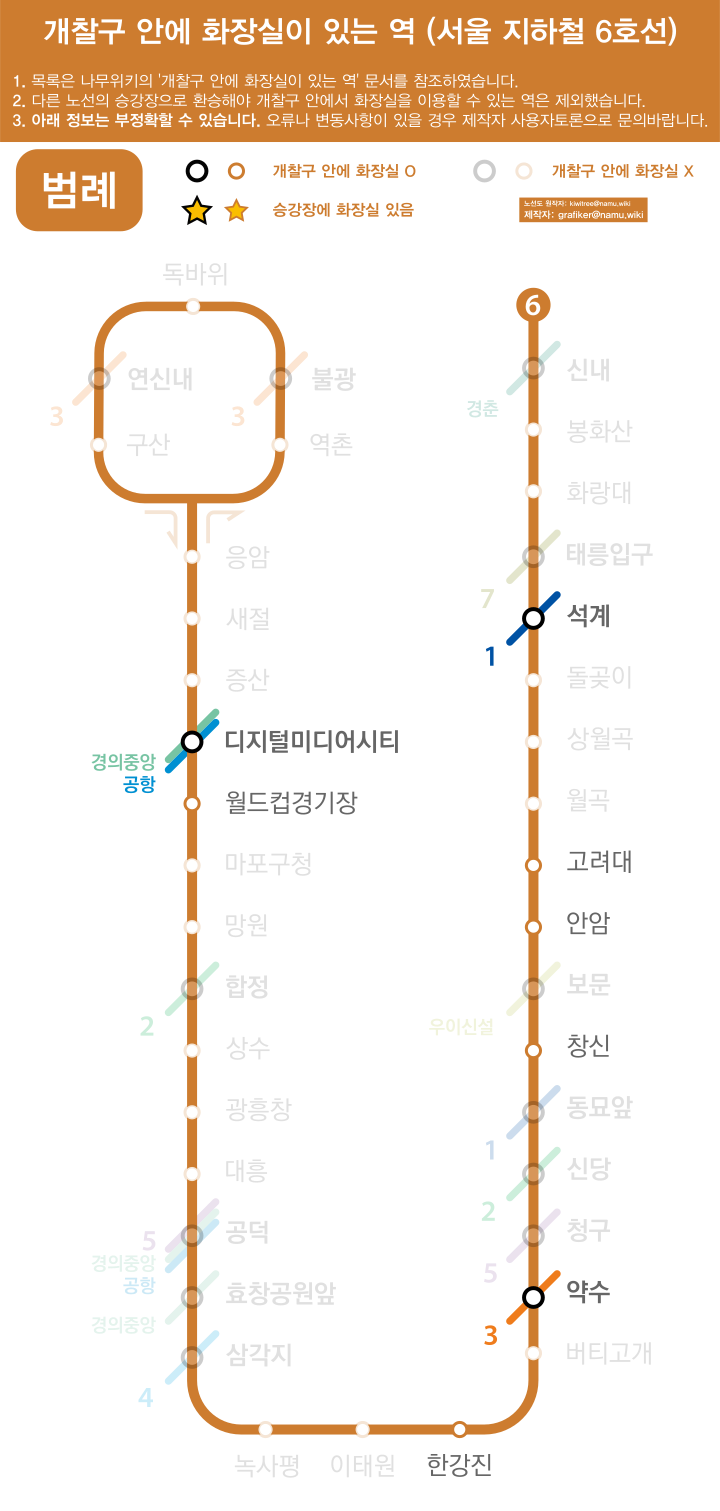 개찰구 안에 화장실이 있는 역 (서울 지하철 6호선)
1. 목록은 나무위키의 '개찰구 안에 화장실이 있는 역' 문서를 참조하였습니다.
2. 다른 노선의 승강장으로 환승해야 개찰구 안에서 화장실을 이용할 수 있는 역은 제외했습니다.
3. 아래 정보는 부정확할 수 있습니다. 오류나 변동사항이 있을 경우 제작자 사용자토론으로 문의바랍니다.
범례
개찰구 안에 화장실 O
개찰구 안에 화장실 X
승강장에 화장실 있음
노선도 원작자: kiwitree@namu.wiki
제작자: grafiker@namu.wiki
독바위
연신내
3
불광
3
구산
역촌
응암
새절
증산
디지털미디어시티
경의중앙
공항
월드컵경기장
마포구청
망원
합정
2
상수
광흥창
대흥
공덕
5
경의중앙
공항
효창공원앞
경의중앙
삼각지
4
녹사평
이태원
한강진
6
신내
경춘
봉화산
화랑대
태릉입구
7
석계
1
돌곶이
상월곡
월곡
고려대
안암
보문
우이신설
창신
동묘앞
1
신당
2
청구
5
약수
3
버티고개